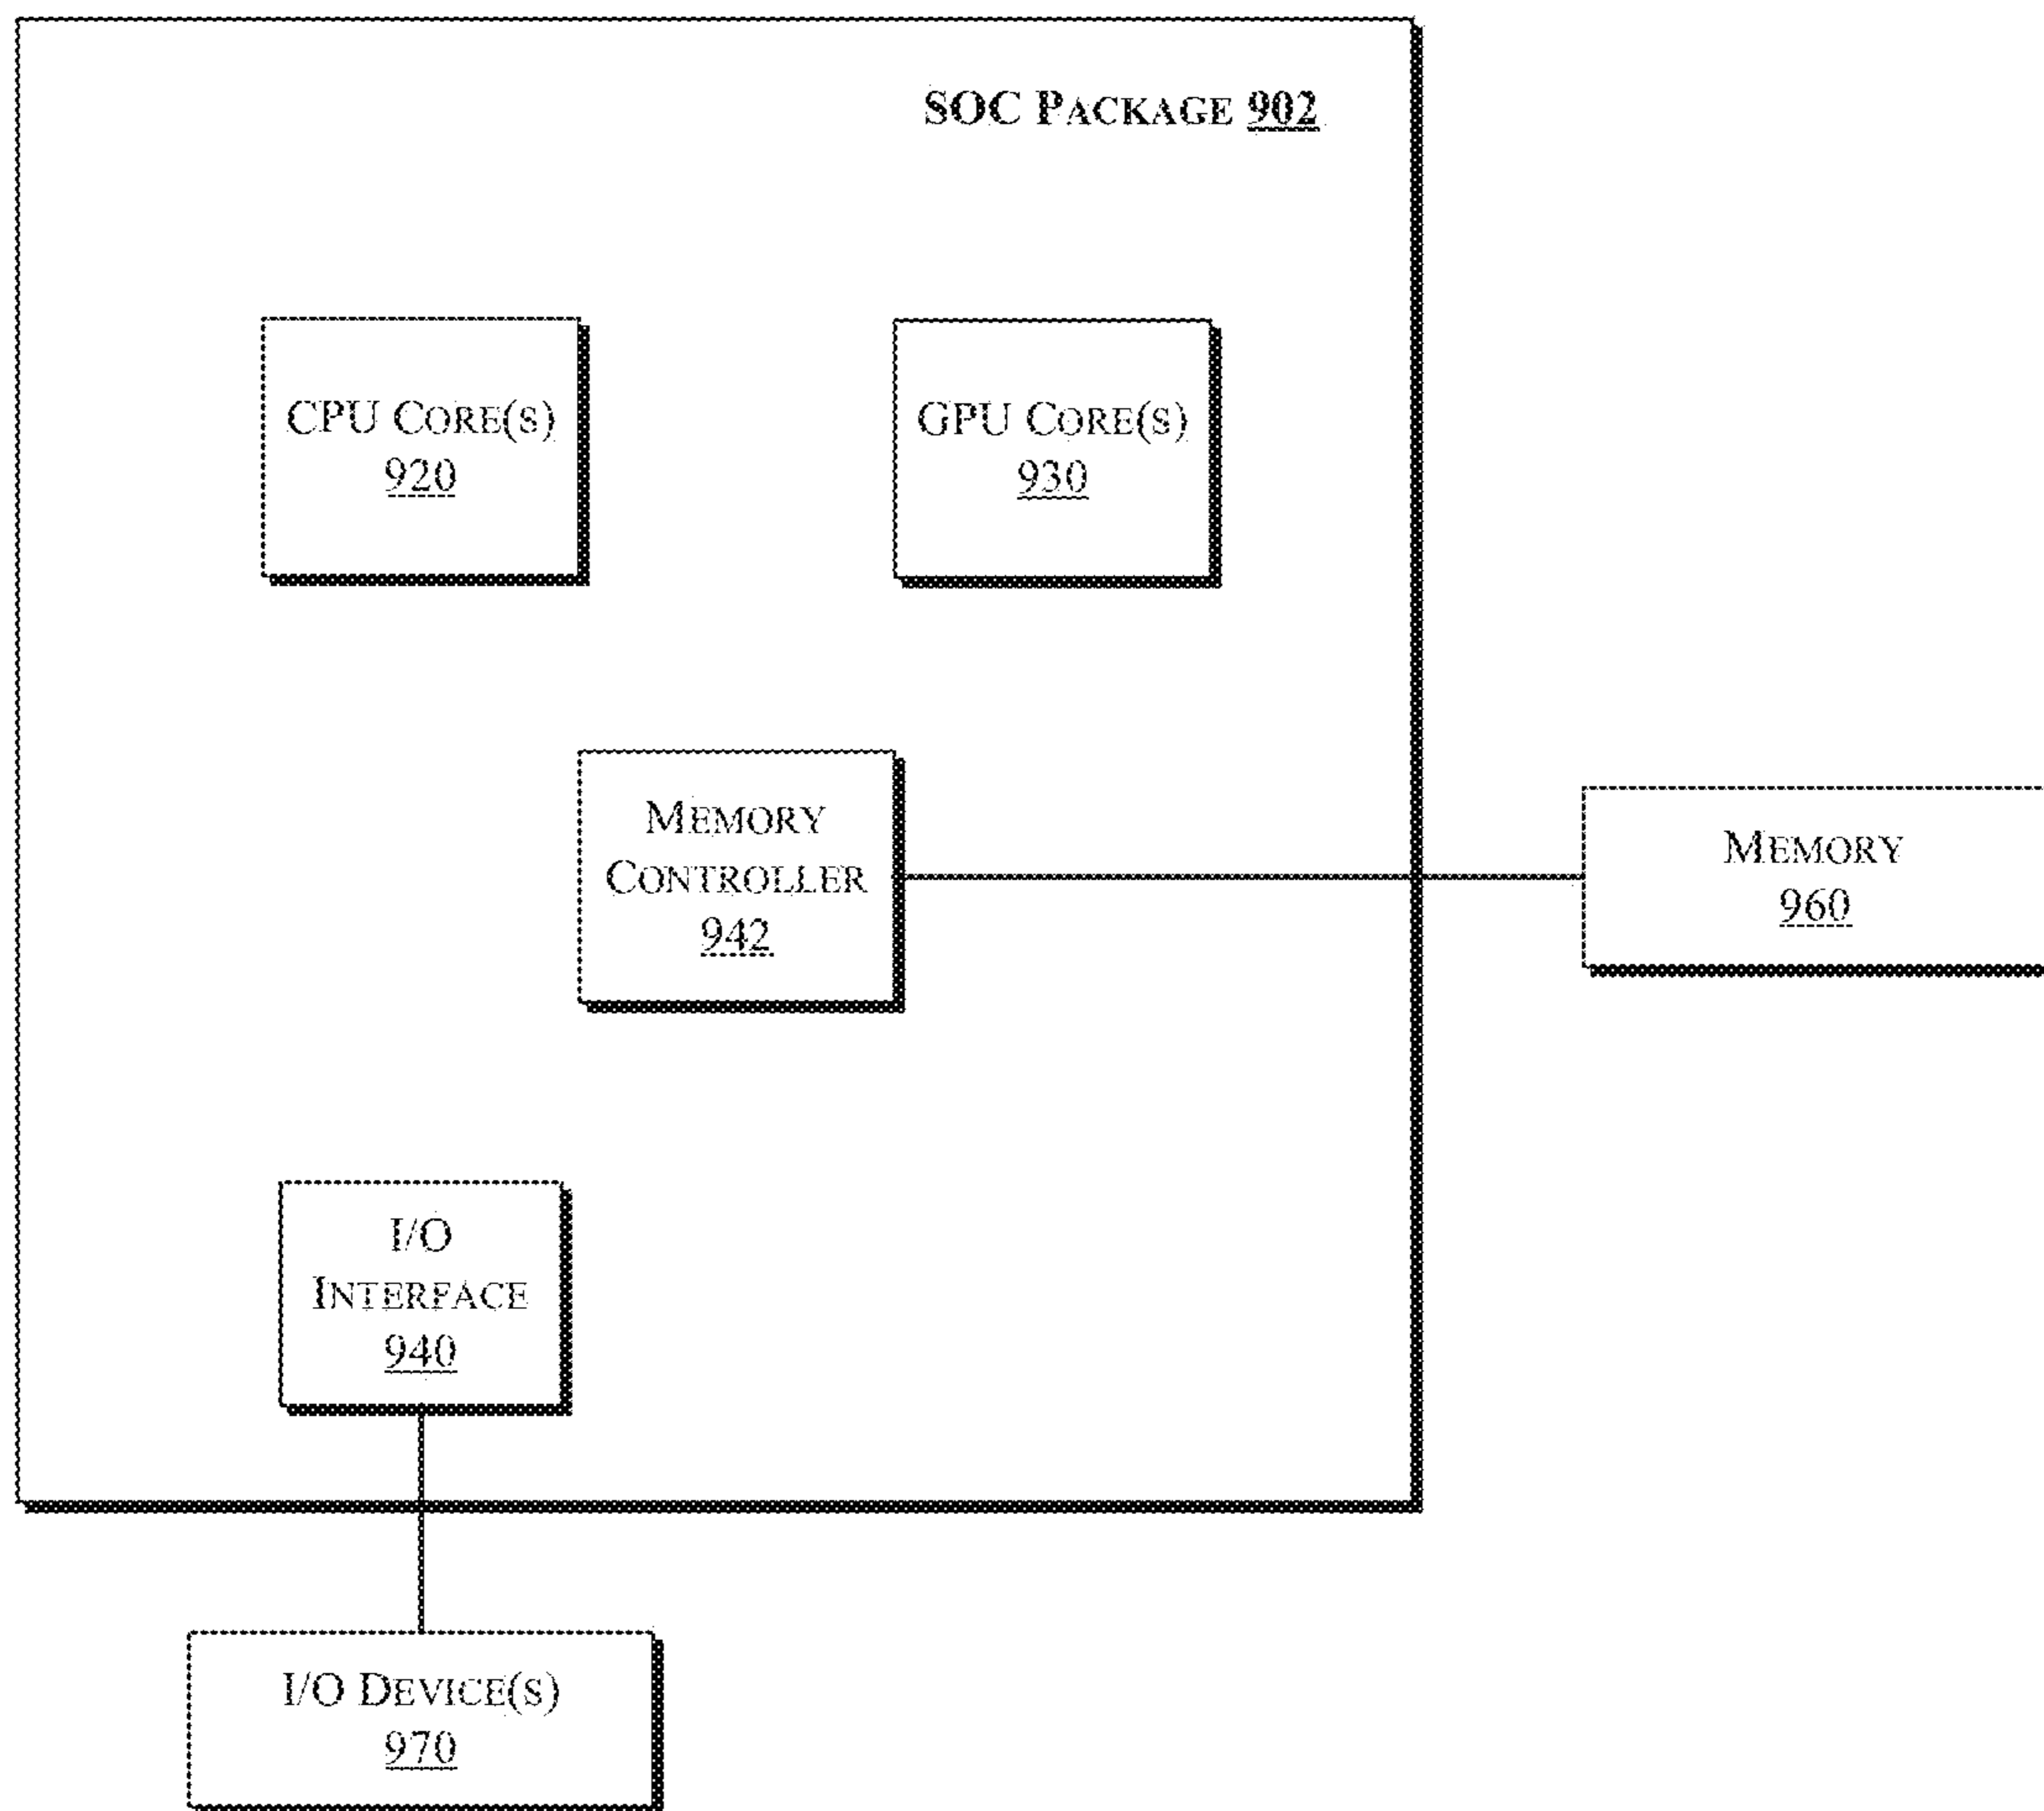 SOC PACKAGE 902
CPU CORE(S)
920
GPU CORE(S)
930
MEMORY
CONTROLLER
942
MEMORY
960
I/O
INTERFACE
940
I/O DEVICE(S)
970